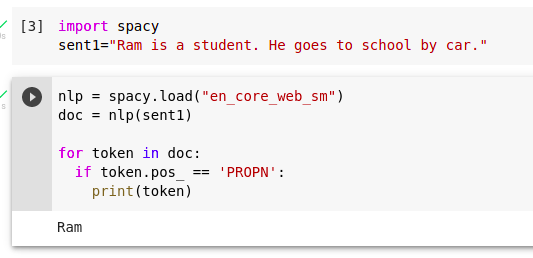 [3] import spacy
sent1="Ram is a student. He goes to school by car."
nlp = spacy.load("en_core_web_sm")
doc = nlp(sent1)
for token in doc:
  if token.pos_ == 'PROPN':
    print(token)
Ram